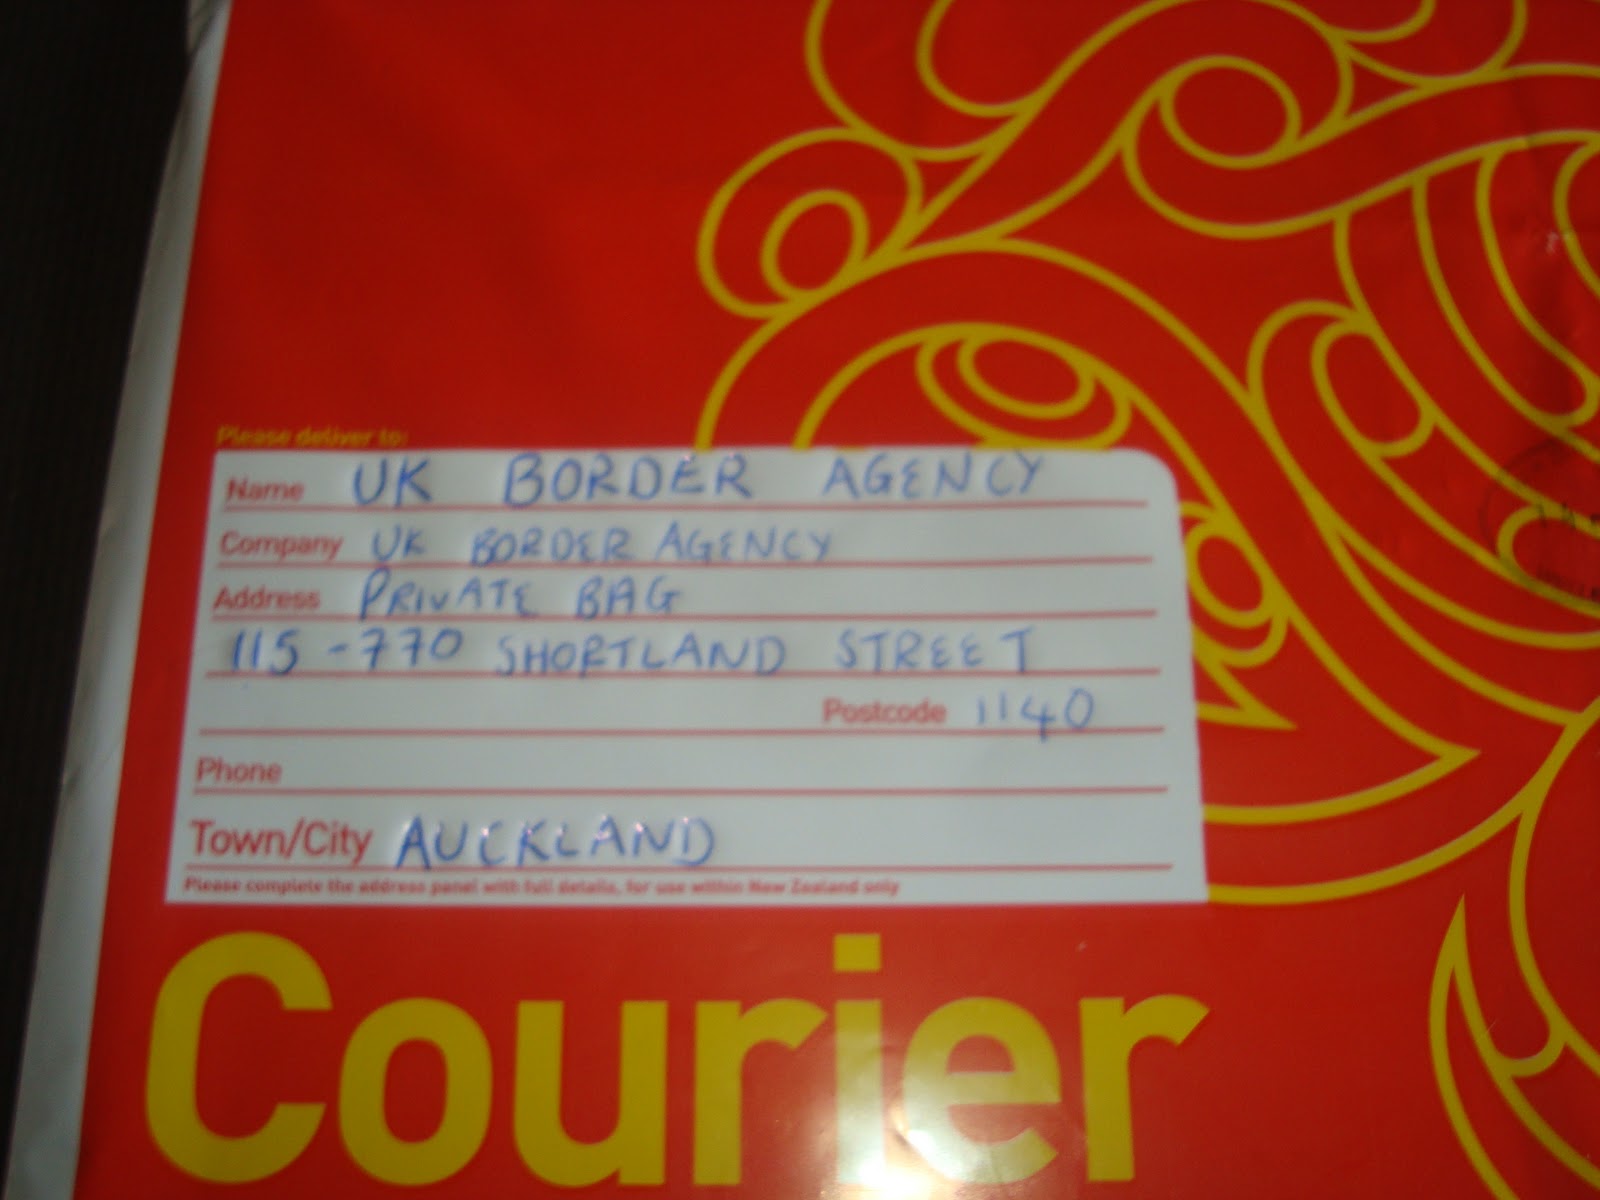 Please deliver to:
Name UK BORDER AGENCY
Company UK BORDER AGENCY
Address PRIVATE BAG
115-770 SHORTLAND STREET
Postcode 1140
Phone
Town/City AUCKLAND
Please complete the address panel with full details, for use within New Zealand only
Courier